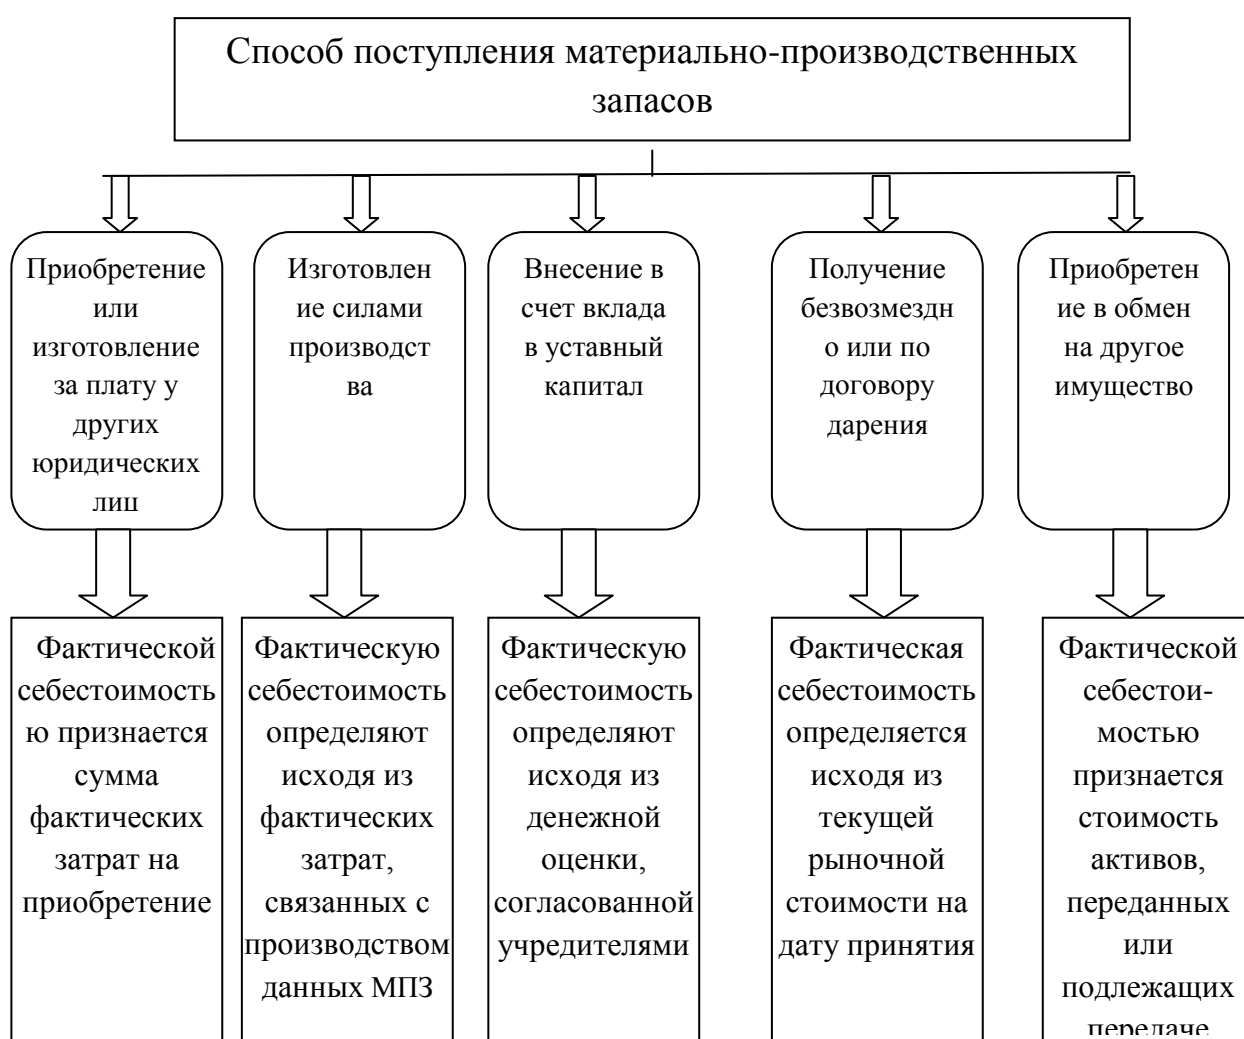 Способ поступления материально-производственных
запасов
Приобретение
или
изготовление
за плату у
других
юридических
лиц
Изготовлен
ие силами
производст
ва
Внесение в
счет вклада
в уставный
капитал
Получение
безвозмездн
о или по
договору
дарения
Приобретен
ие в обмен
на другое
имущество
Фактической
себестоимость
ю признается
сумма
фактических
затрат на
приобретение
Фактическую
себестоимость
определяют
исходя из
фактических
затрат,
связанных с
производством
данных МПЗ
Фактическую
себестоимость
определяют
исходя из
денежной
оценки,
согласованной
учредителями
Фактическая
себестоимость
определяется
исходя из
текущей
рыночной
стоимости на
дату принятия
Фактической
себестои-
мостью
признается
стоимость
активов,
переданных
или
подлежащих
передаче